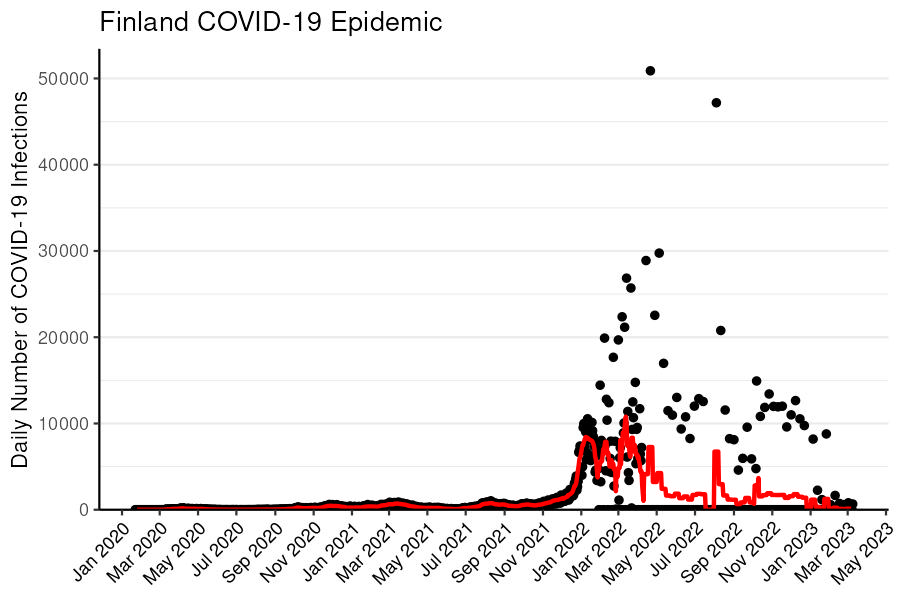 Finland COVID-19 Epidemic
Daily Number of COVID-19 Infections
50000
40000
30000
20000
10000
0
Jan 2020
Mar 2020
May 2020
Jul 2020
Sep 2020
Nov 2020
Jan 2021
Mar 2021
May 2021
Jul 2021
Sep 2021
Nov 2021
Jan 2022
Mar 2022
May 2022
Jul 2022
Sep 2022
Nov 2022
Jan 2023
Mar 2023
May 2023